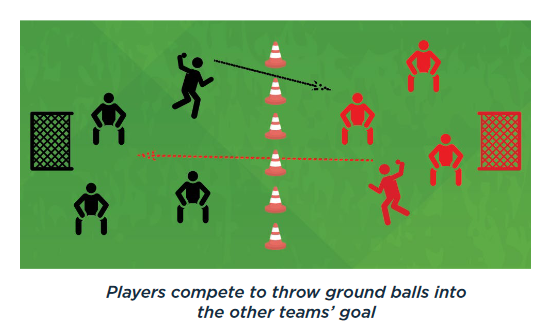 Players compete to throw ground balls into
the other teams' goal